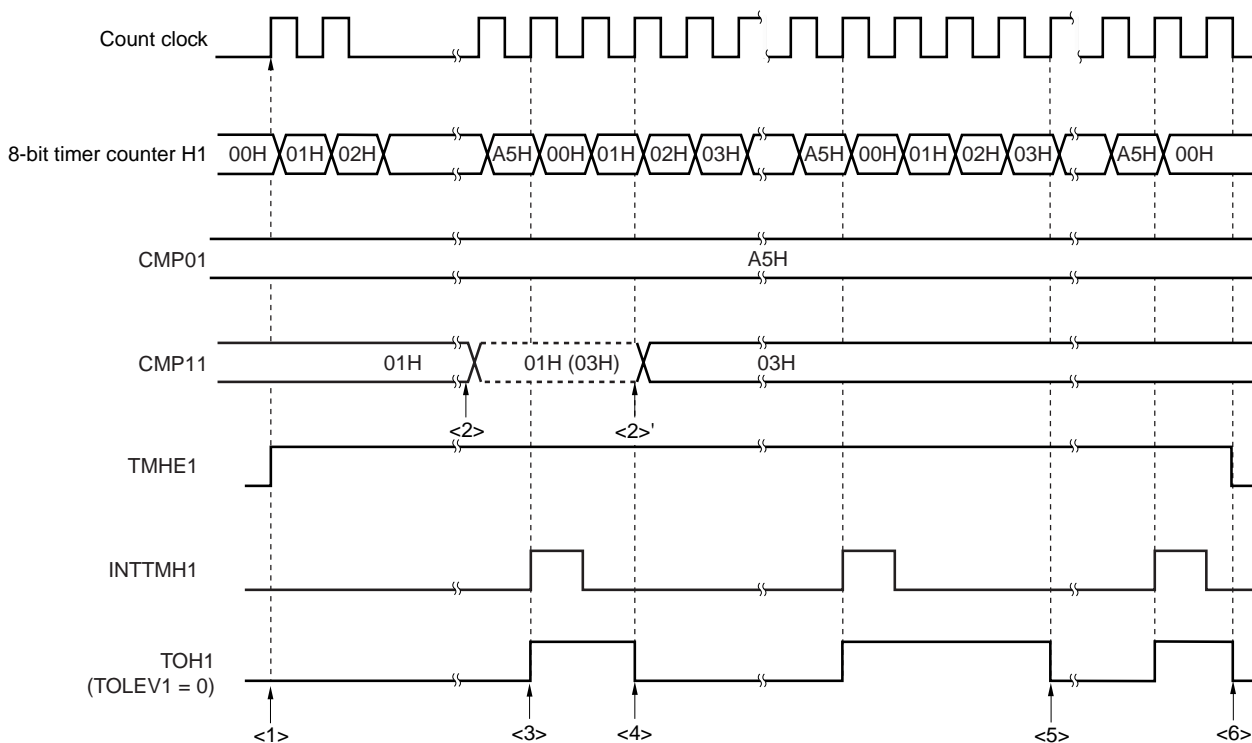 Count clock
8-bit timer counter H1
00H 01H 02H A5H 00H 01H 02H 03H A5H 00H 01H 02H 03H A5H 00H
CMP01
A5H
CMP11
01H 01H (03H) 03H
<2> <2>'
TMHE1
INTTMH1
TOH1
(TOLEV1 = 0)
<1> <3> <4> <5> <6>